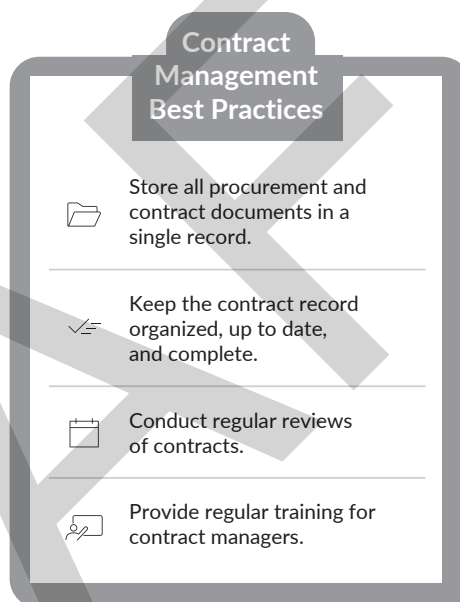 Contract
Management
Best Practices
Store all procurement and
contract documents in a
single record.
Keep the contract record
organized, up to date,
and complete.
Conduct regular reviews
of contracts.
Provide regular training for
contract managers.